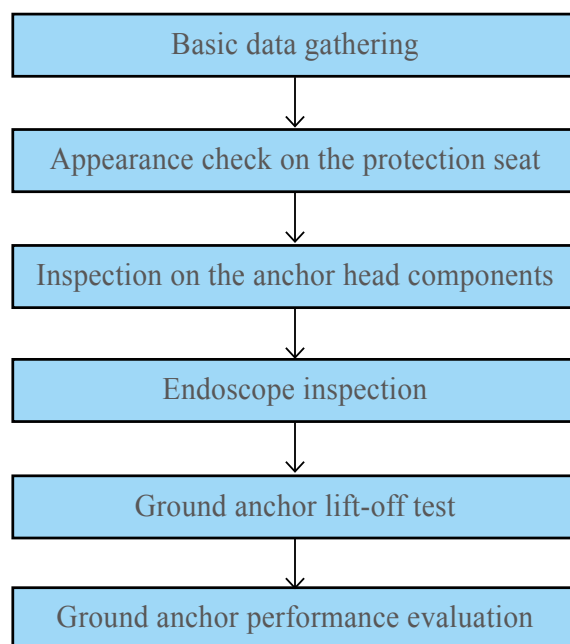 Basic data gathering
Appearance check on the protection seat
Inspection on the anchor head components
Endoscope inspection
Ground anchor lift-off test
Ground anchor performance evaluation